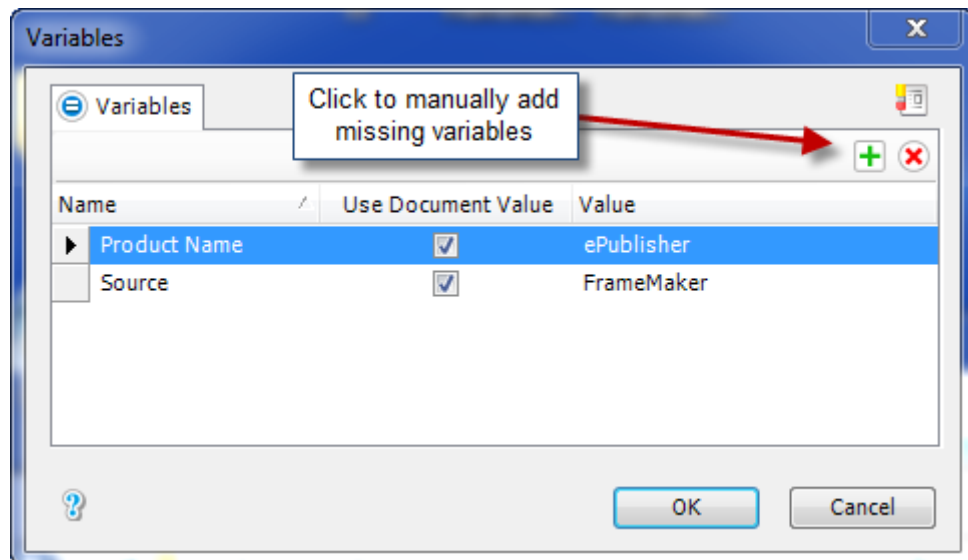 Variables
Variables
Click to manually add
missing variables
Name Use Document Value Value
Product Name ePublisher
Source FrameMaker
OK Cancel